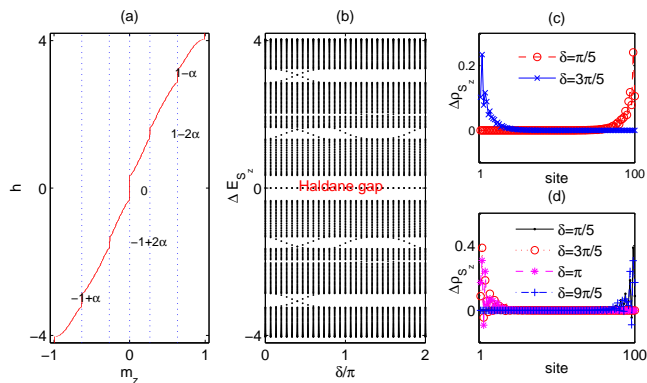 (a)
4
0
−4
h
−1
0
1
m_z
1−α
1−2α
0
−1+2α
−1+α
(b)
4
0
−4
Δ E_{S_z}
Haldane gap
0
1
2
δ/π
(c)
0.2
0
Δρ_{S_z}
δ=π/5
δ=3π/5
1
100
site
(d)
0.4
0
Δρ_{S_z}
δ=π/5
δ=3π/5
δ=π
δ=9π/5
1
100
site